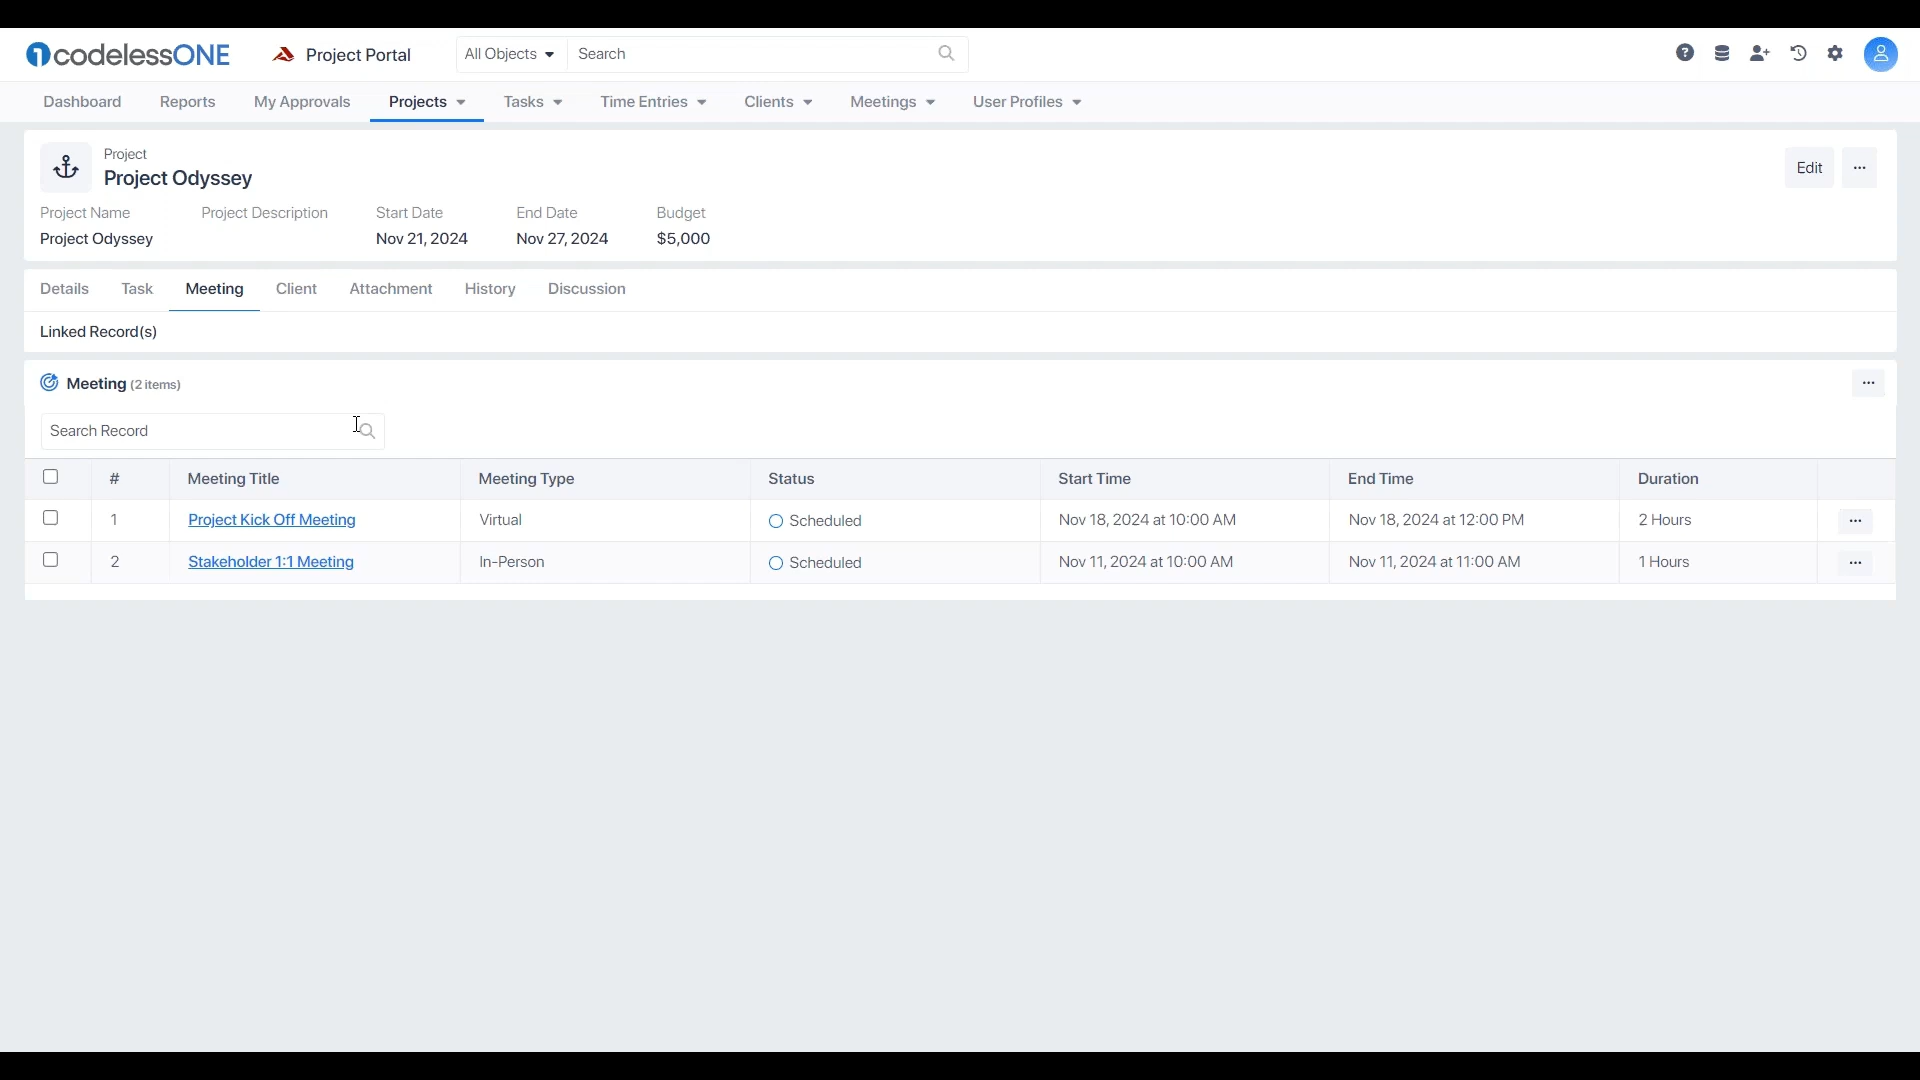 codelessONE Project Portal All Objects Search
Dashboard Reports My Approvals Projects Tasks Time Entries Clients Meetings User Profiles
Project
Project Odyssey
Edit
Project Name Project Description Start Date End Date Budget
Project Odyssey Nov 21, 2024 Nov 27, 2024 $5,000
Details Task Meeting Client Attachment History Discussion
Linked Record(s)
Meeting (2 items)
Search Record
# Meeting Title Meeting Type Status Start Time End Time Duration
1 Project Kick Off Meeting Virtual Scheduled Nov 18, 2024 at 10:00 AM Nov 18, 2024 at 12:00 PM 2 Hours
2 Stakeholder 1:1 Meeting In-Person Scheduled Nov 11, 2024 at 10:00 AM Nov 11, 2024 at 11:00 AM 1 Hours